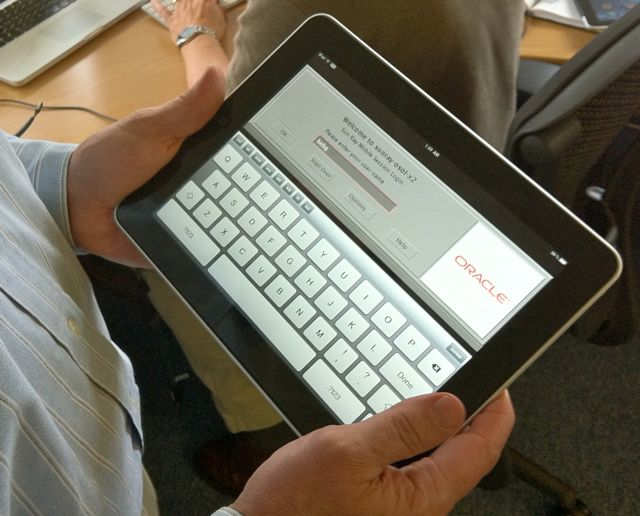 Welcome to sunray-osol-x2
Sun Ray Mobile Session Login
Please enter your user name
OK
Start Over
Options
Help
ORACLE
Q W E R T Y U I O P
A S D F G H J K L Done
Z X C V B N M ! ?
.?123
.?123